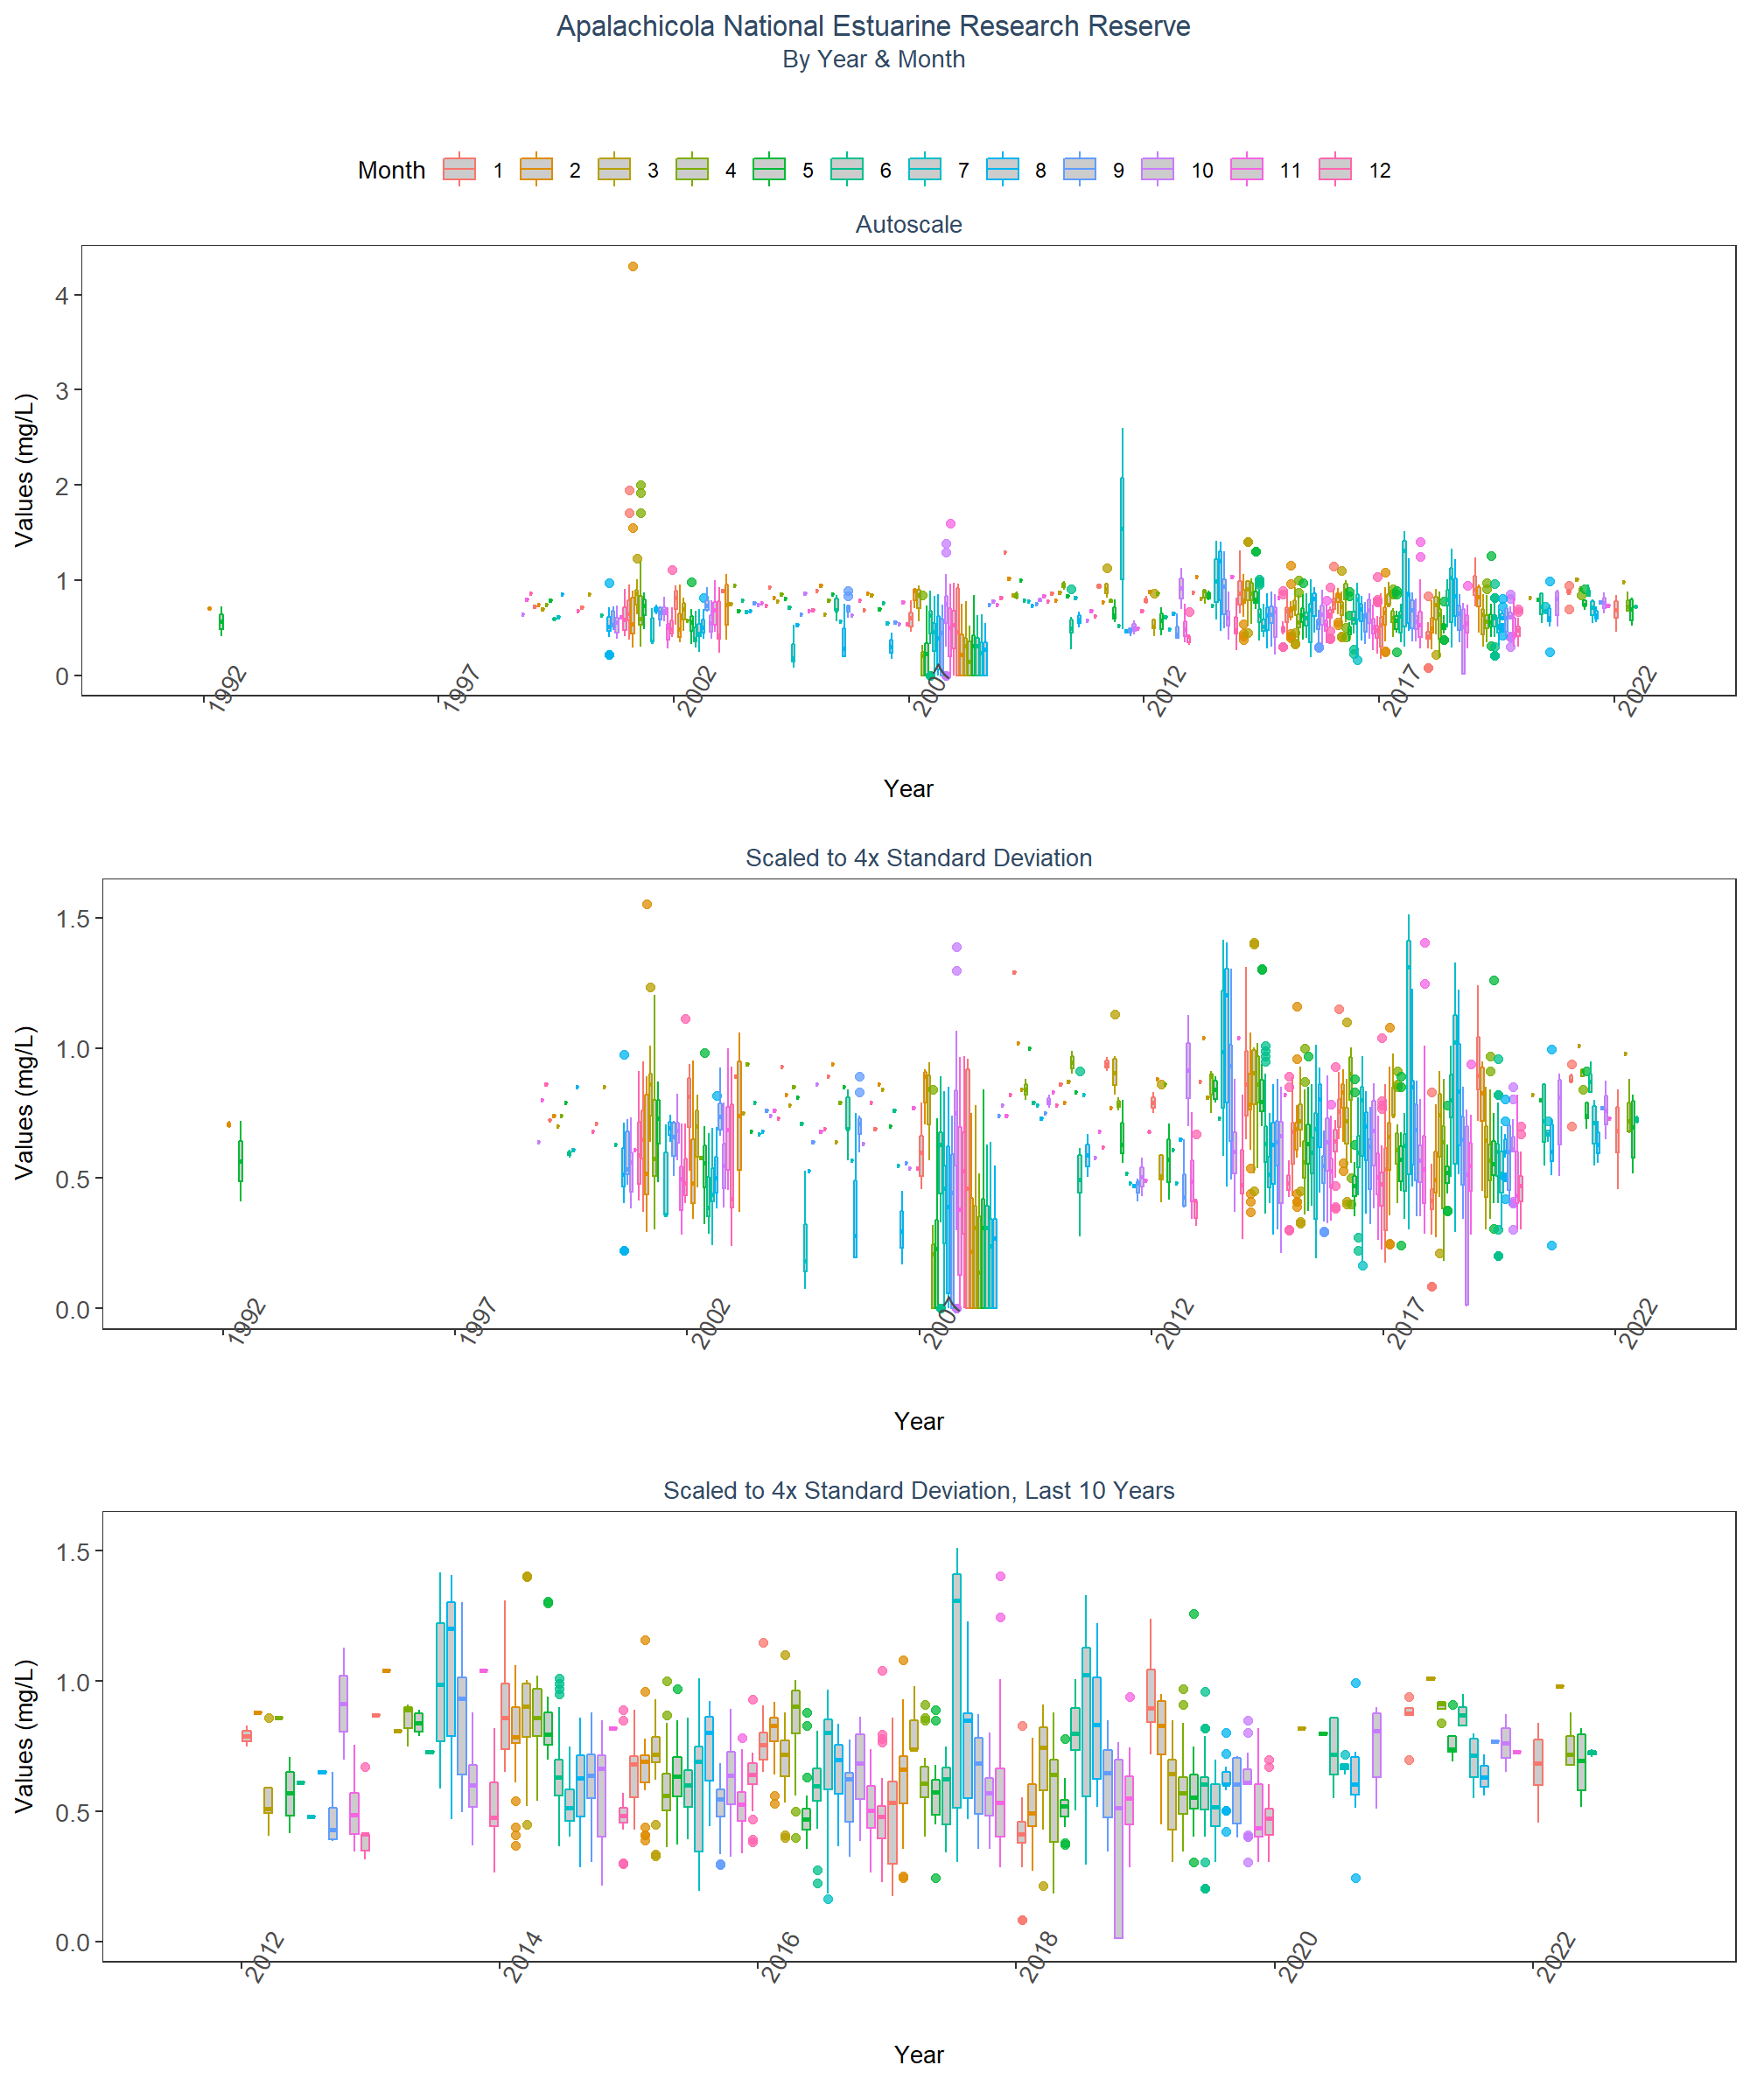 Apalachicola National Estuarine Research Reserve
By Year & Month
Month 1 2 3 4 5 6 7 8 9 10 11 12
Autoscale
Values (mg/L)
4
3
2
1
0
1992 1997 2002 2007 2012 2017 2022
Year
Scaled to 4x Standard Deviation
Values (mg/L)
1.5
1.0
0.5
0.0
1992 1997 2002 2007 2012 2017 2022
Year
Scaled to 4x Standard Deviation, Last 10 Years
Values (mg/L)
1.5
1.0
0.5
0.0
2012 2014 2016 2018 2020 2022
Year